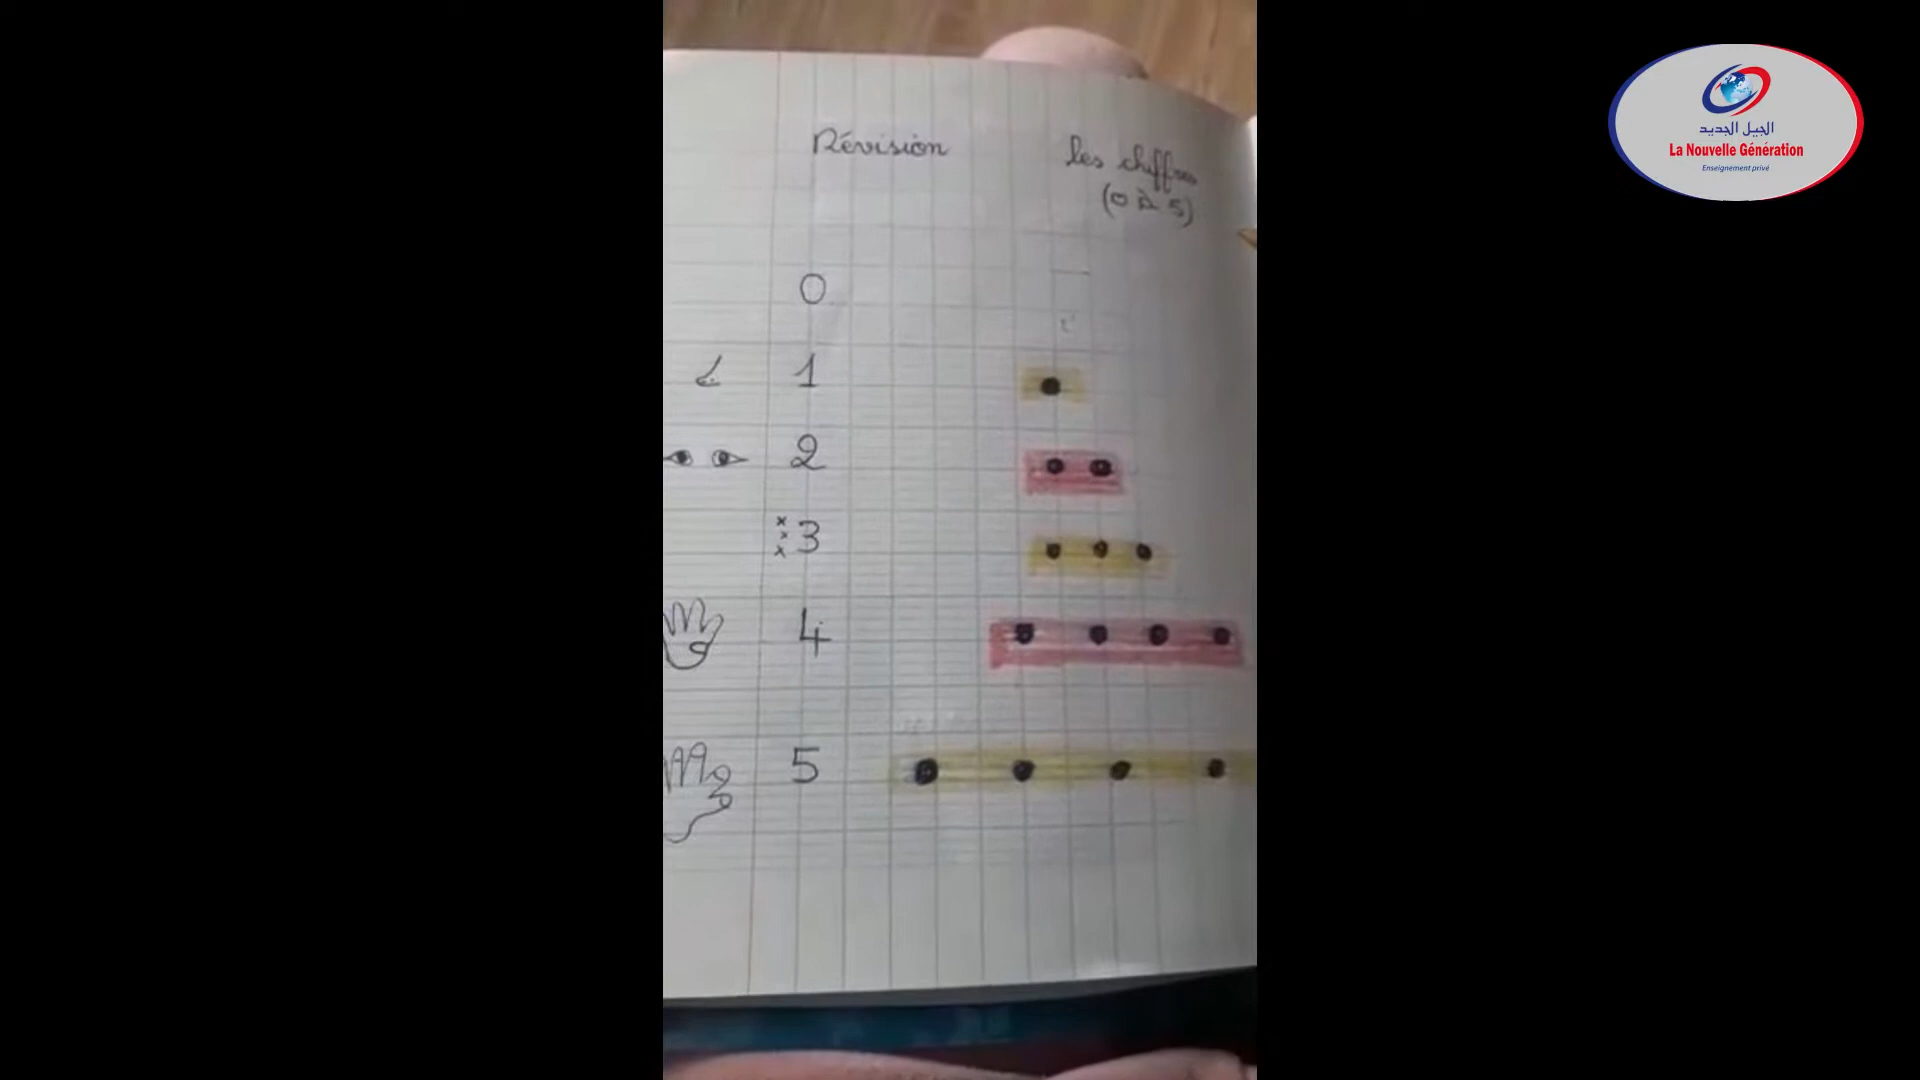 Révision les chiffres
(0 à 5)
0
1
2
3
4
5
الجيل الجديد
La Nouvelle Génération
Enseignement privé